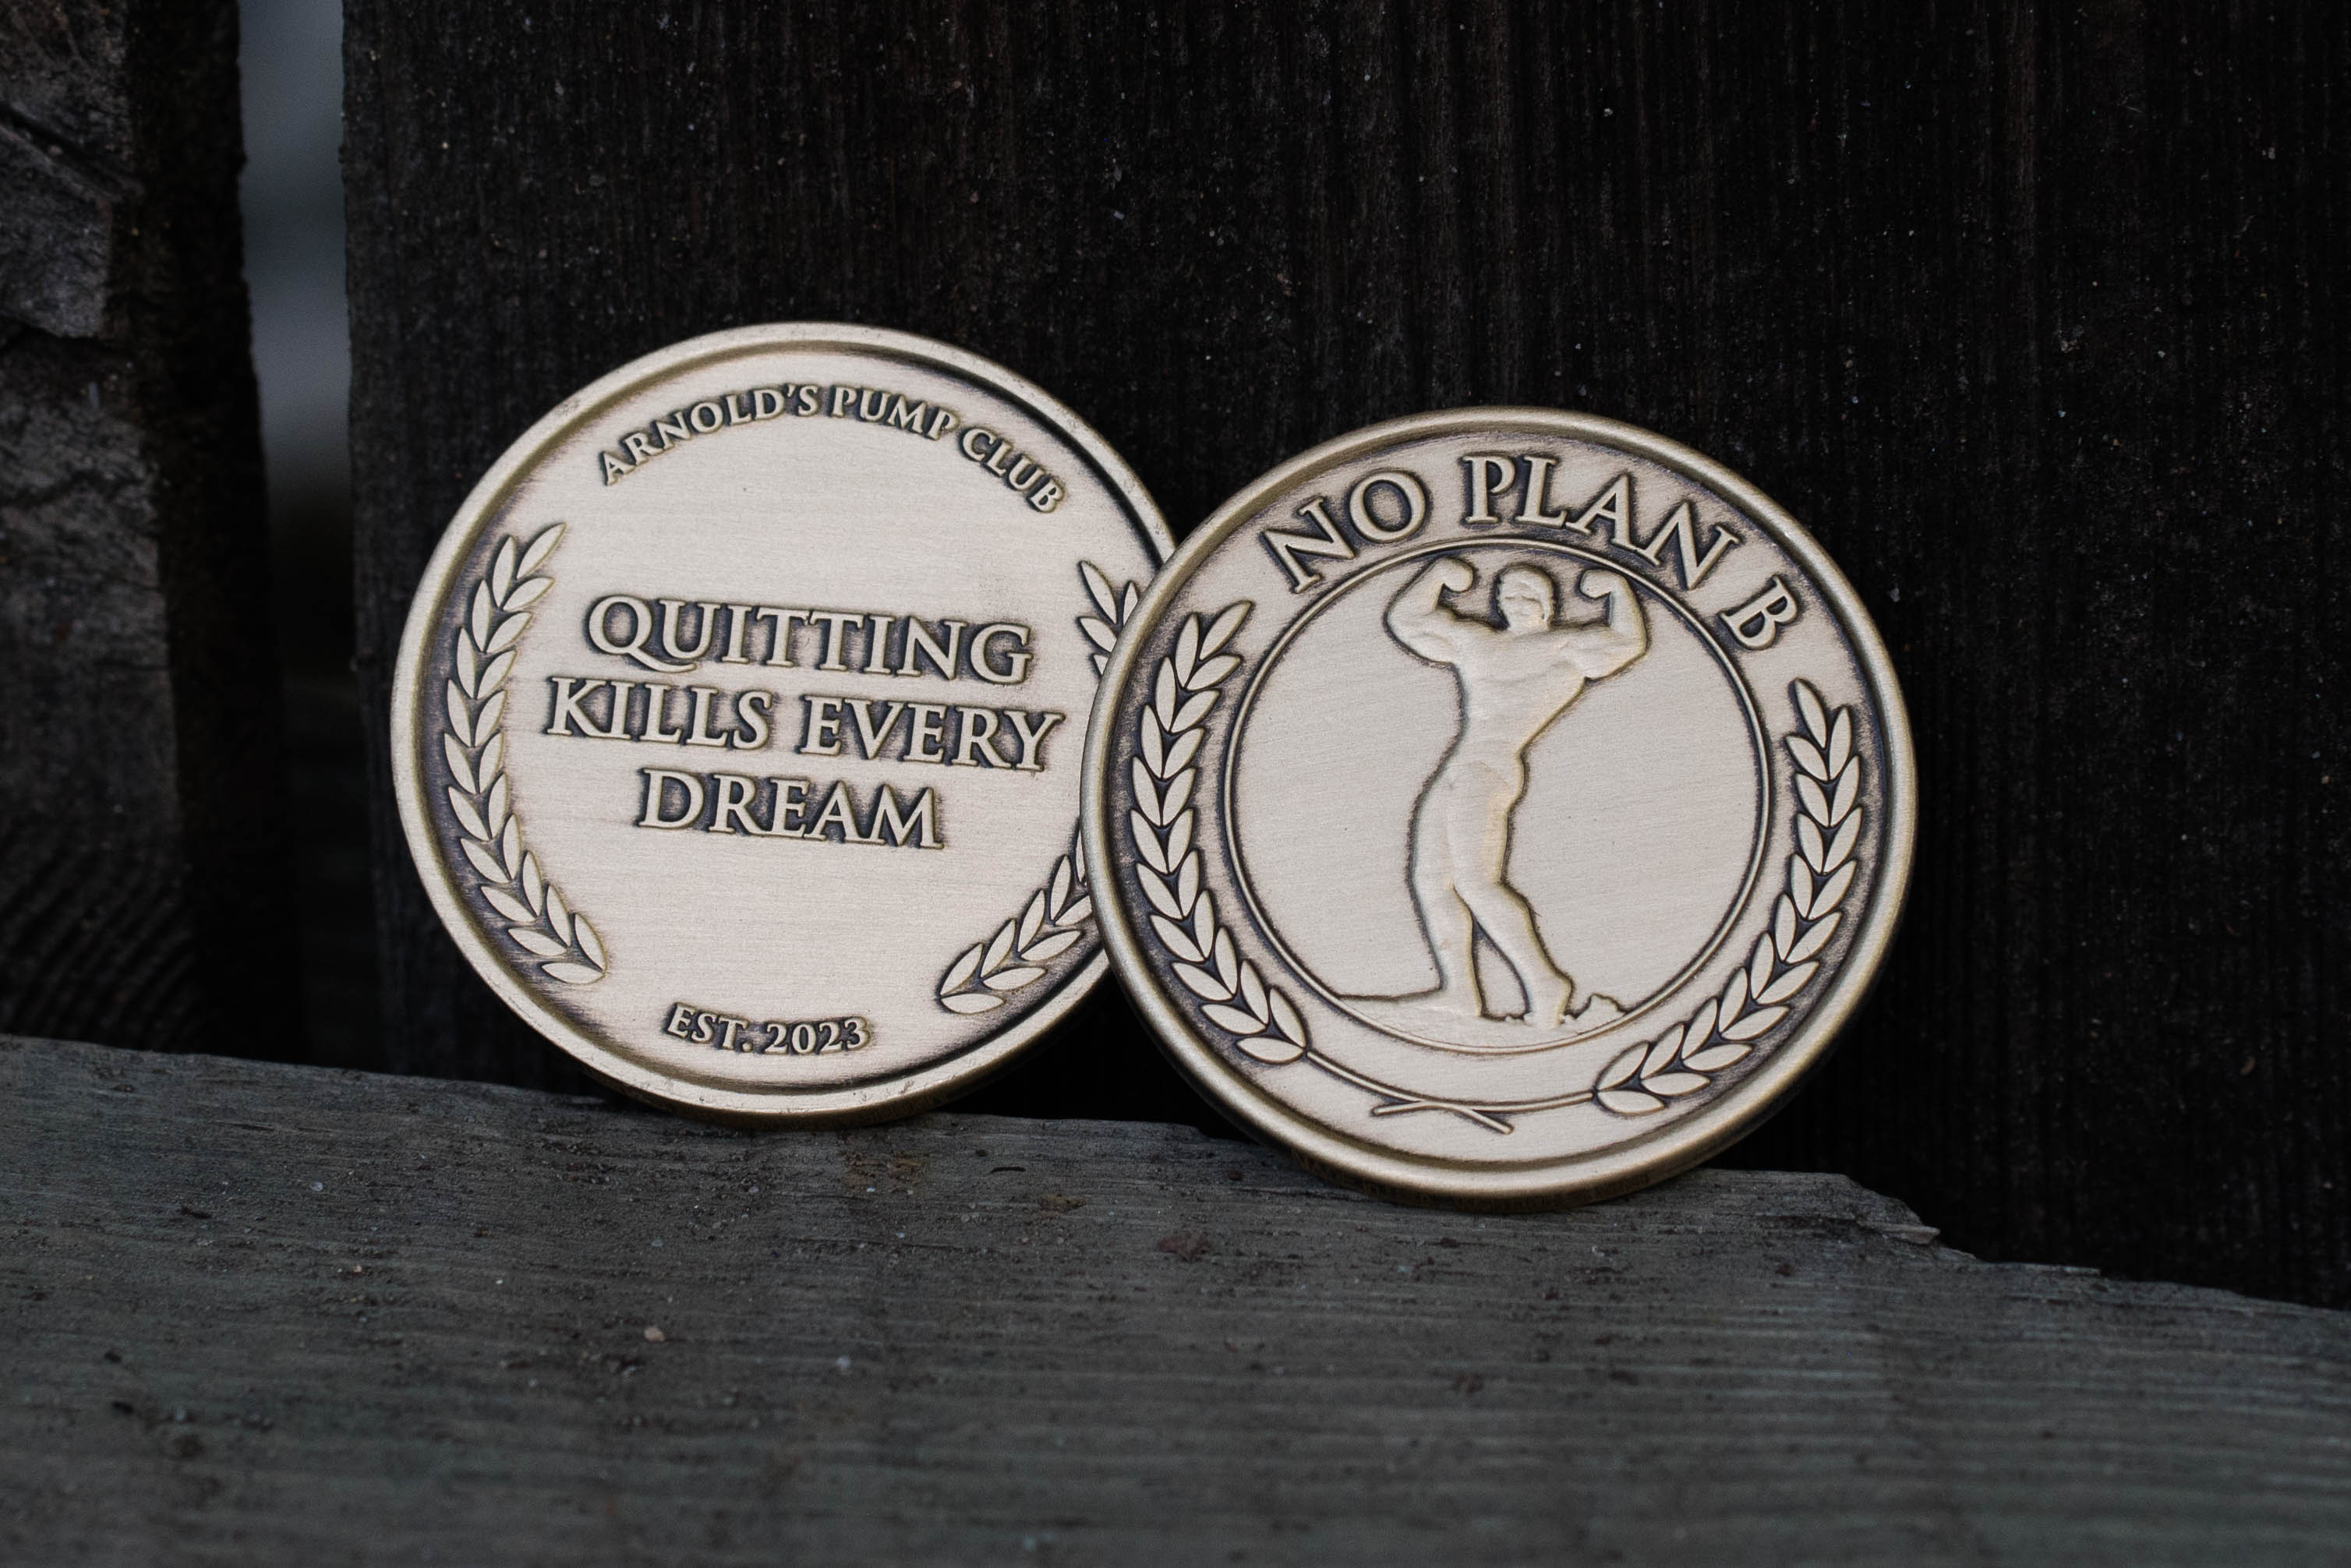 ARNOLD'S PUMP CLUB
QUITTING
KILLS EVERY
DREAM
EST. 2023
NO PLAN B